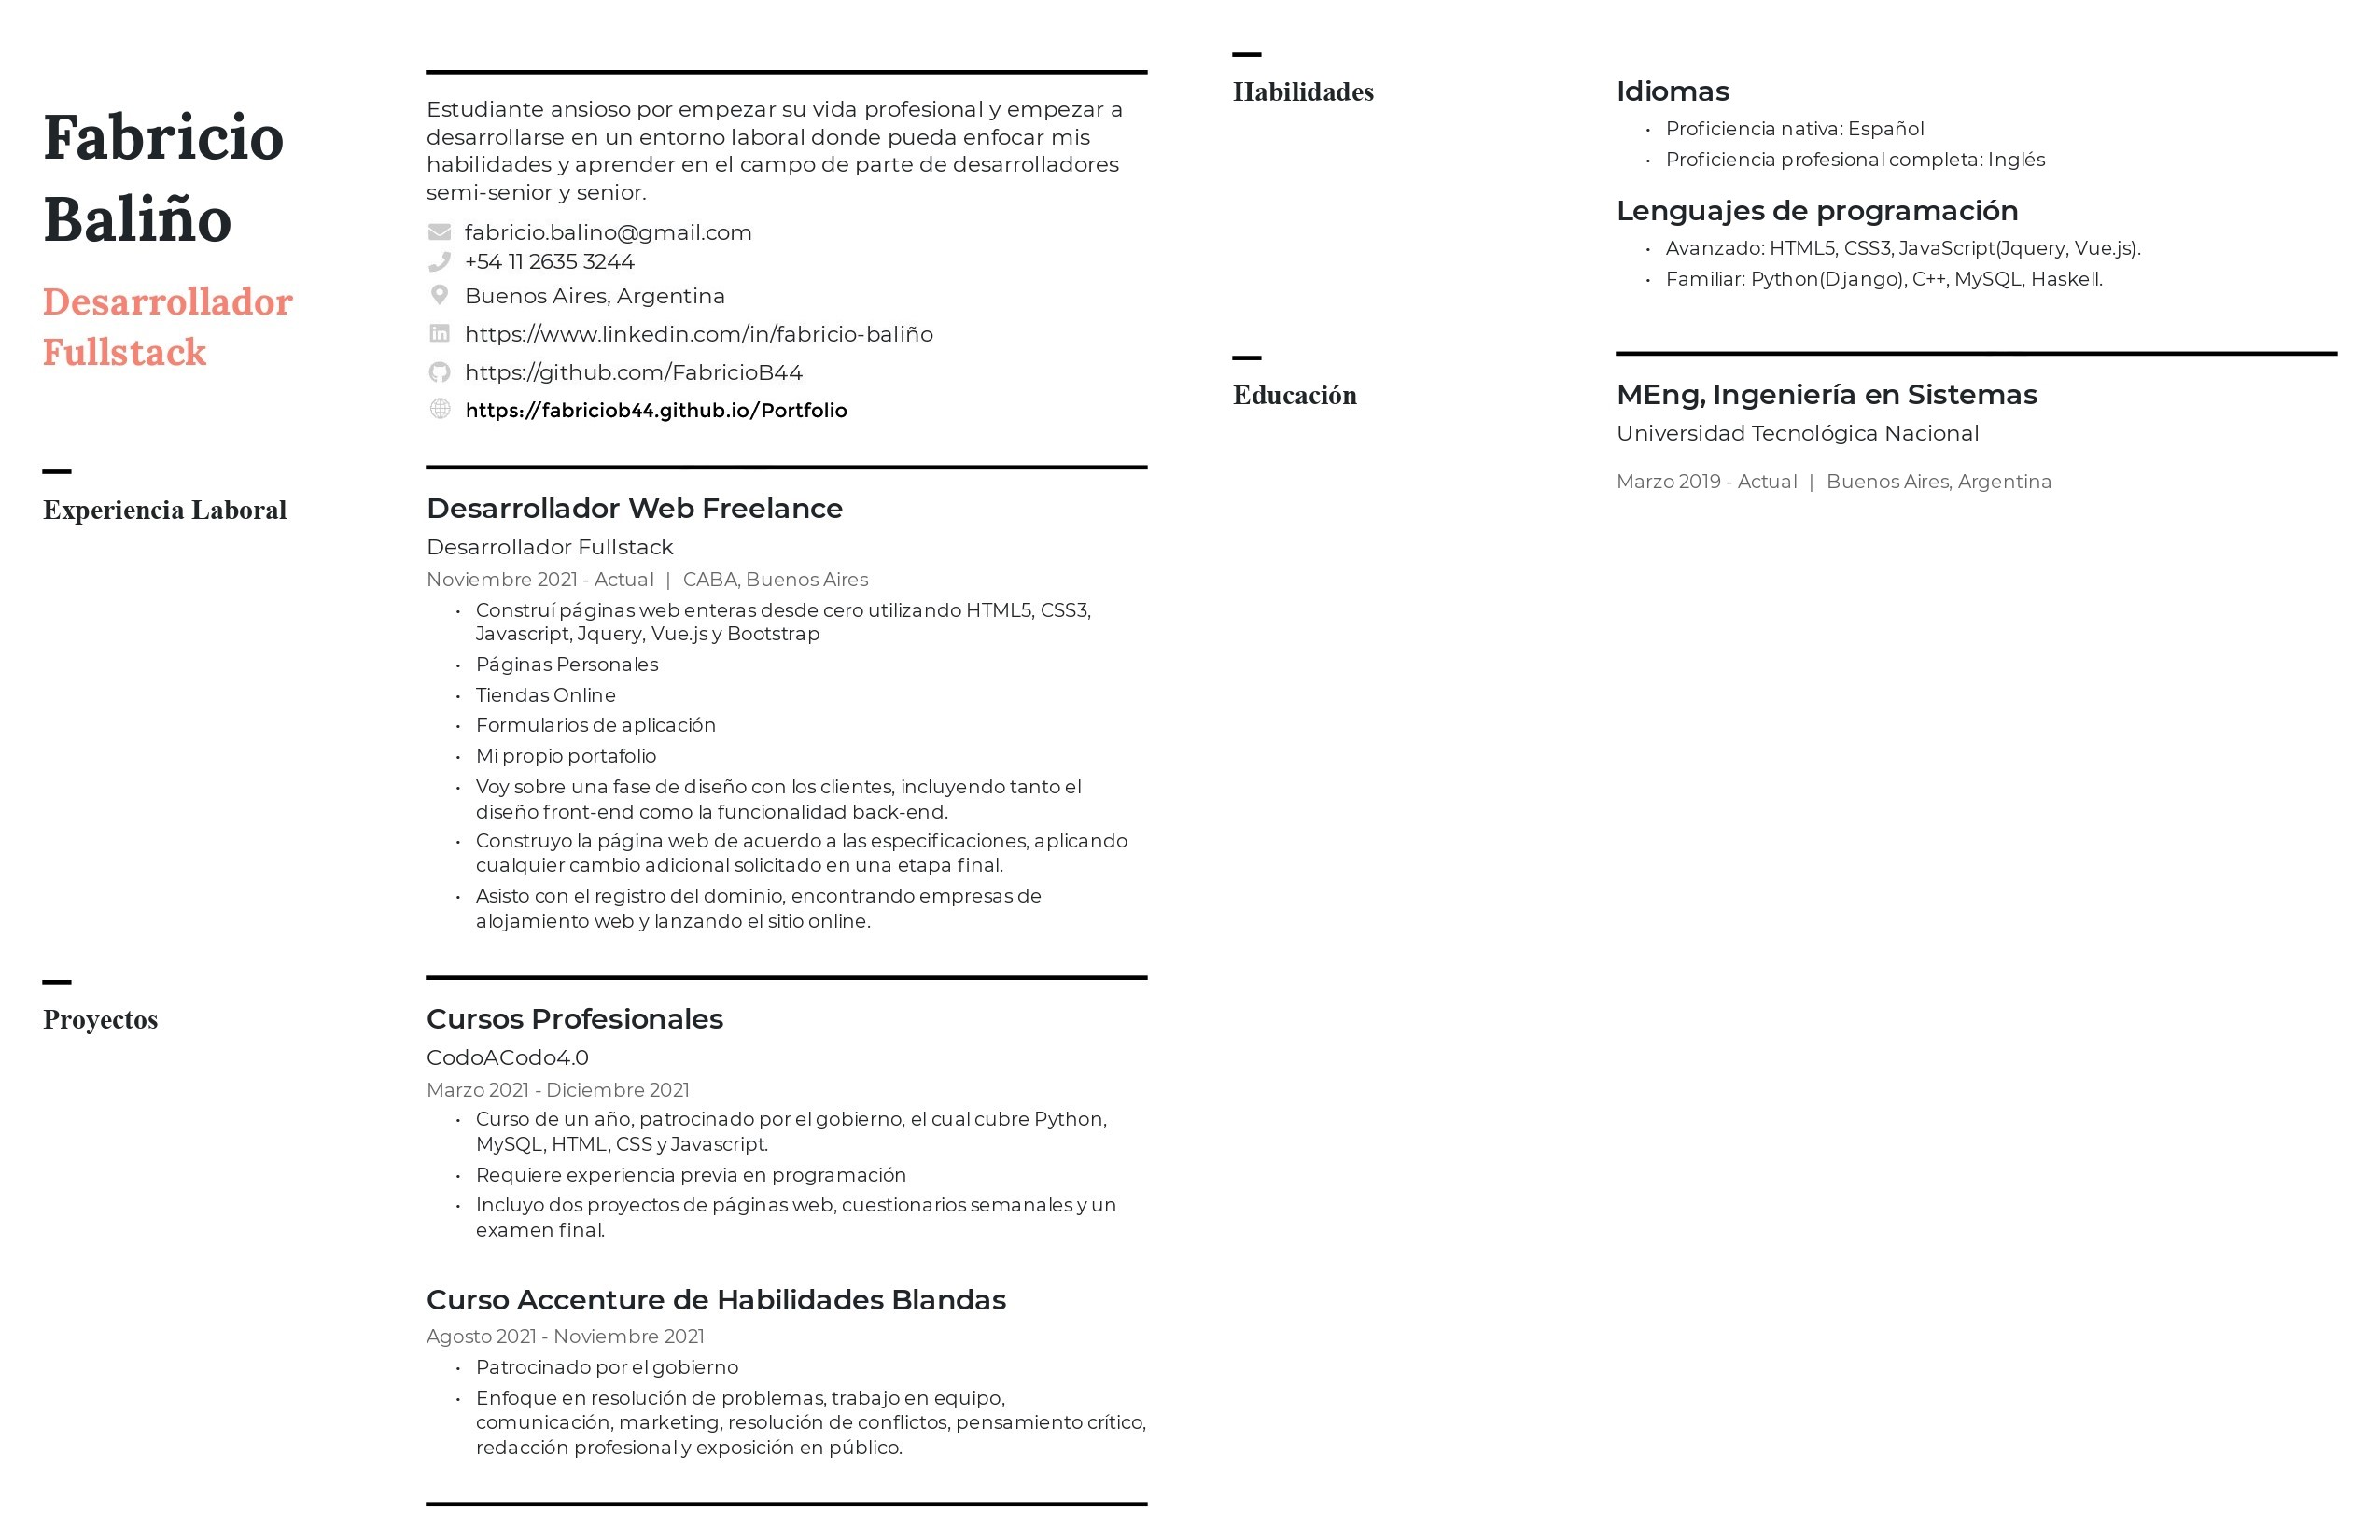 Fabricio
Baliño
Desarrollador
Fullstack
Estudiante ansioso por empezar su vida profesional y empezar a
desarrollarse en un entorno laboral donde pueda enfocar mis
habilidades y aprender en el campo de parte de desarrolladores
semi-senior y senior.
fabricio.balino@gmail.com
+54 11 2635 3244
Buenos Aires, Argentina
https://www.linkedin.com/in/fabricio-baliño
https://github.com/FabricioB44
https://fabriciob44.github.io/Portfolio
Experiencia Laboral
Desarrollador Web Freelance
Desarrollador Fullstack
Noviembre 2021 - Actual | CABA, Buenos Aires
• Construí páginas web enteras desde cero utilizando HTML5, CSS3,
Javascript, Jquery, Vue.js y Bootstrap
• Páginas Personales
• Tiendas Online
• Formularios de aplicación
• Mi propio portafolio
• Voy sobre una fase de diseño con los clientes, incluyendo tanto el
diseño front-end como la funcionalidad back-end.
• Construyo la página web de acuerdo a las especificaciones, aplicando
cualquier cambio adicional solicitado en una etapa final.
• Asisto con el registro del dominio, encontrando empresas de
alojamiento web y lanzando el sitio online.
Proyectos
Cursos Profesionales
CodoACodo4.0
Marzo 2021 - Diciembre 2021
• Curso de un año, patrocinado por el gobierno, el cual cubre Python,
MySQL, HTML, CSS y Javascript.
• Requiere experiencia previa en programación
• Incluyo dos proyectos de páginas web, cuestionarios semanales y un
examen final.
Curso Accenture de Habilidades Blandas
Agosto 2021 - Noviembre 2021
• Patrocinado por el gobierno
• Enfoque en resolución de problemas, trabajo en equipo,
comunicación, marketing, resolución de conflictos, pensamiento crítico,
redacción profesional y exposición en público.
Habilidades
Idiomas
• Proficiencia nativa: Español
• Proficiencia profesional completa: Inglés
Lenguajes de programación
• Avanzado: HTML5, CSS3, JavaScript(Jquery, Vue.js).
• Familiar: Python(Django), C++, MySQL, Haskell.
Educación
MEng, Ingeniería en Sistemas
Universidad Tecnológica Nacional
Marzo 2019 - Actual | Buenos Aires, Argentina